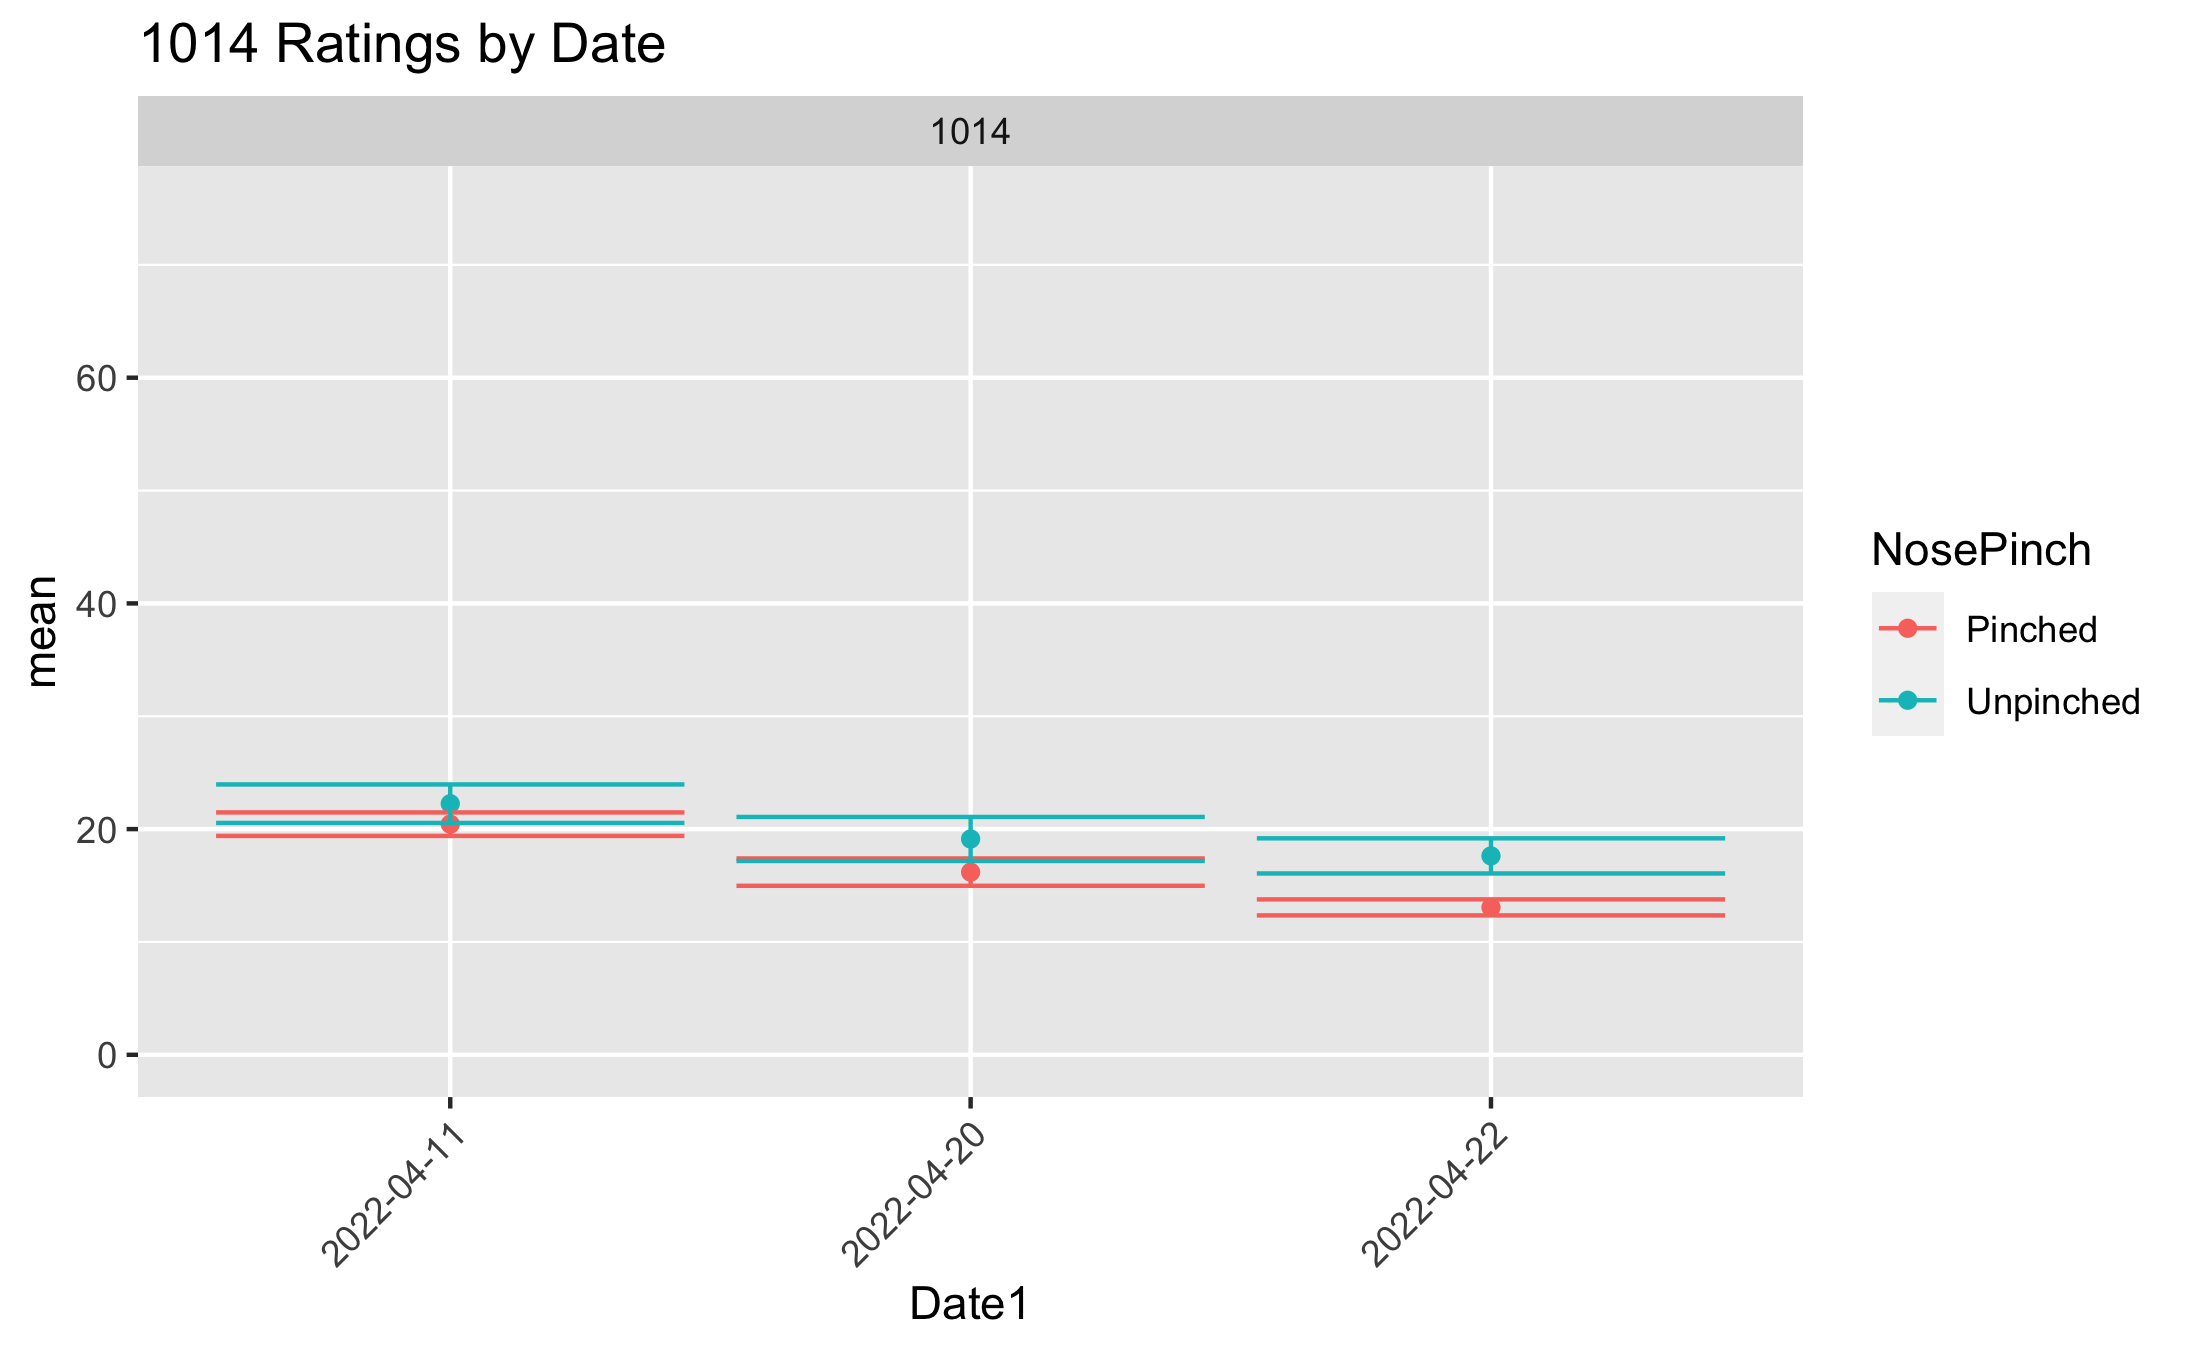 1014 Ratings by Date
1014
60
40
20
0
mean
2022-04-11
2022-04-20
2022-04-22
Date1
NosePinch
Pinched
Unpinched